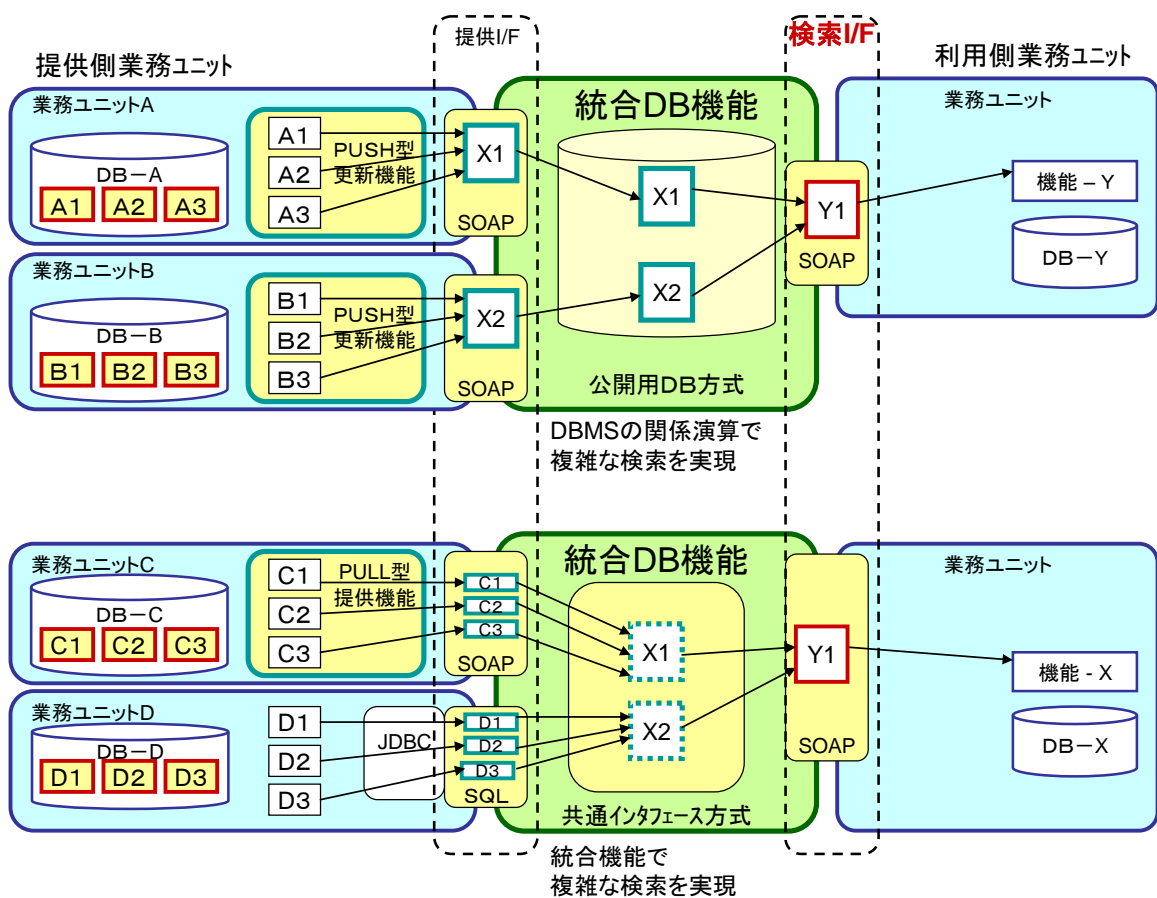 提供I/F
検索I/F
提供側業務ユニット
利用側業務ユニット
業務ユニットA
DB－A
A1
A2
A3
A1
A2
A3
PUSH型
更新機能
X1
SOAP
統合DB機能
X1
X2
公開用DB方式
Y1
SOAP
業務ユニット
機能－Y
DB－Y
業務ユニットB
DB－B
B1
B2
B3
B1
B2
B3
PUSH型
更新機能
X2
SOAP
DBMSの関係演算で
複雑な検索を実現
業務ユニットC
DB－C
C1
C2
C3
C1
C2
C3
PULL型
提供機能
C1
C2
C3
SOAP
統合DB機能
X1
X2
共通インタフェース方式
Y1
SOAP
業務ユニット
機能 - X
DB－X
業務ユニットD
DB－D
D1
D2
D3
D1
D2
D3
JDBC
D1
D2
D3
SQL
統合機能で
複雑な検索を実現